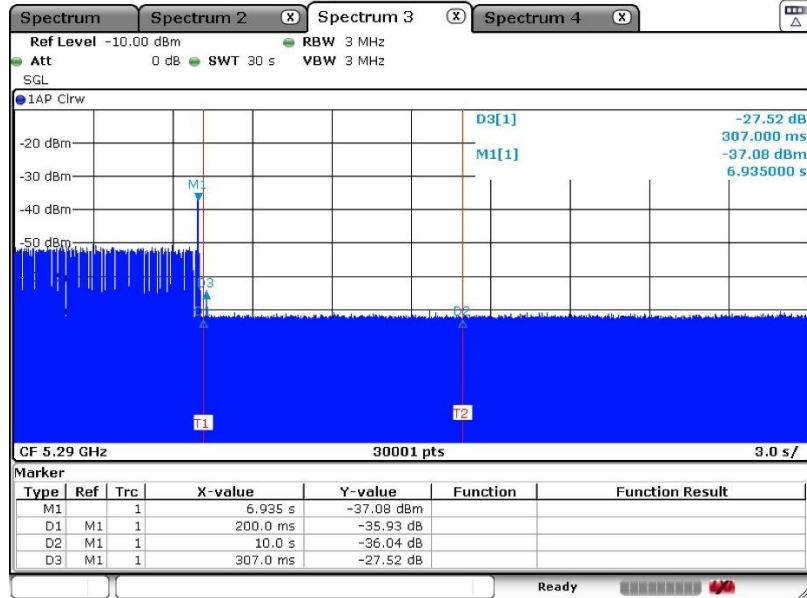 Spectrum Spectrum 2 X Spectrum 3 X Spectrum 4 X
Ref Level -10.00 dBm RBW 3 MHz
Att 0 dB SWT 30 s VBW 3 MHz
SGL
1AP Clrw
D3[1] -27.52 dB
307.000 ms
M1[1] -37.08 dBm
6.935000 s
-20 dBm
-30 dBm
M1
-40 dBm
-50 dBm
D3
D2
T1
T2
CF 5.29 GHz 30001 pts 3.0 s/
Marker
Type Ref Trc X-value Y-value Function Function Result
M1 1 6.935 s -37.08 dBm
D1 M1 1 200.0 ms -35.93 dB
D2 M1 1 10.0 s -36.04 dB
D3 M1 1 307.0 ms -27.52 dB
Ready